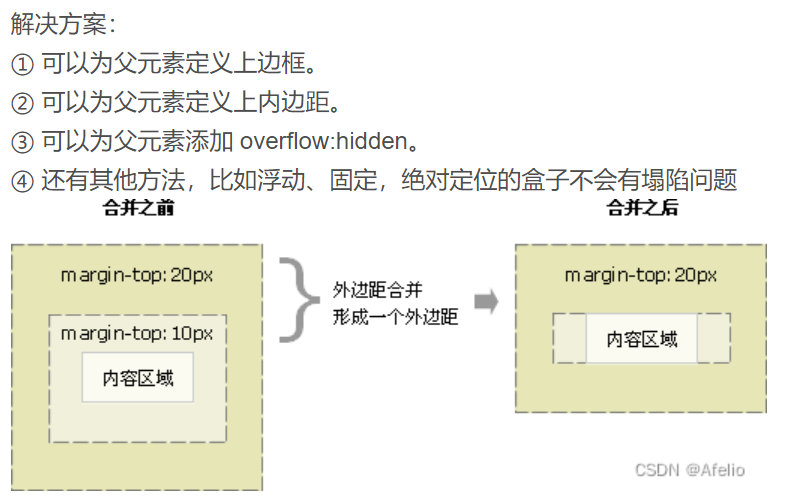 解决方案：
① 可以为父元素定义上边框。
② 可以为父元素定义上内边距。
③ 可以为父元素添加 overflow:hidden。
④ 还有其他方法，比如浮动、固定，绝对定位的盒子不会有塌陷问题
合并之前
合并之后
margin-top: 20px
margin-top: 10px
内容区域
外边距合并
形成一个外边距
margin-top: 20px
内容区域
CSDN @Afelio